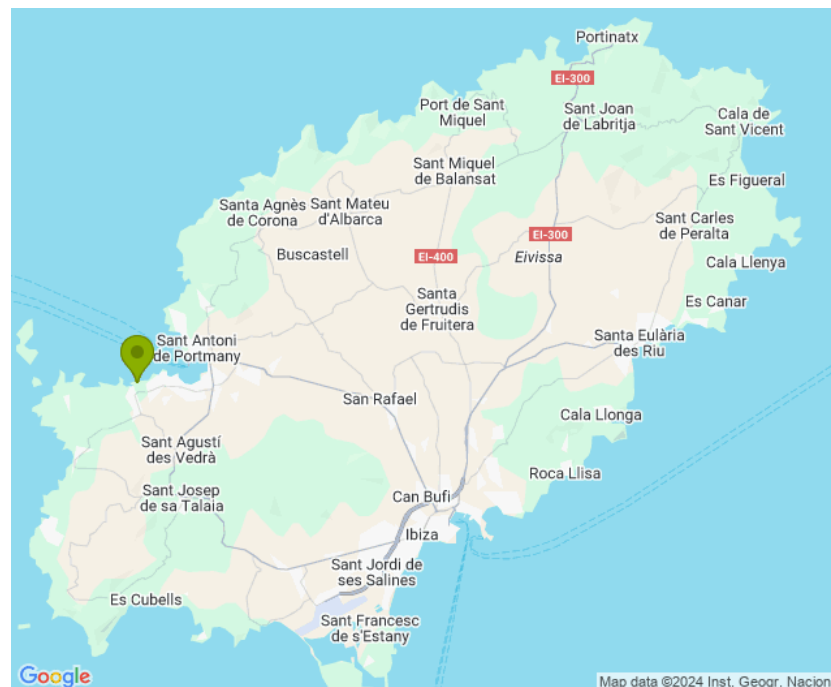 Portinatx
EI-300
Port de Sant
Miquel
Sant Joan
de Labritja
Cala de
Sant Vicent
Sant Miquel
de Balansat
Es Figueral
Santa Agnès
de Corona
Sant Mateu
d'Albarca
Sant Carles
de Peralta
EI-300
Buscastell
EI-400
Eivissa
Cala Llenya
Santa
Gertrudis
de Fruitera
Es Canar
Sant Antoni
de Portmany
Santa Eulària
des Riu
San Rafael
Cala Llonga
Sant Agustí
des Vedrà
Roca Llisa
Sant Josep
de sa Talaia
Can Bufi
Ibiza
Sant Jordi de
ses Salines
Es Cubells
Sant Francesc
de s'Estany
Google
Map data ©2024 Inst. Geogr. Nacion